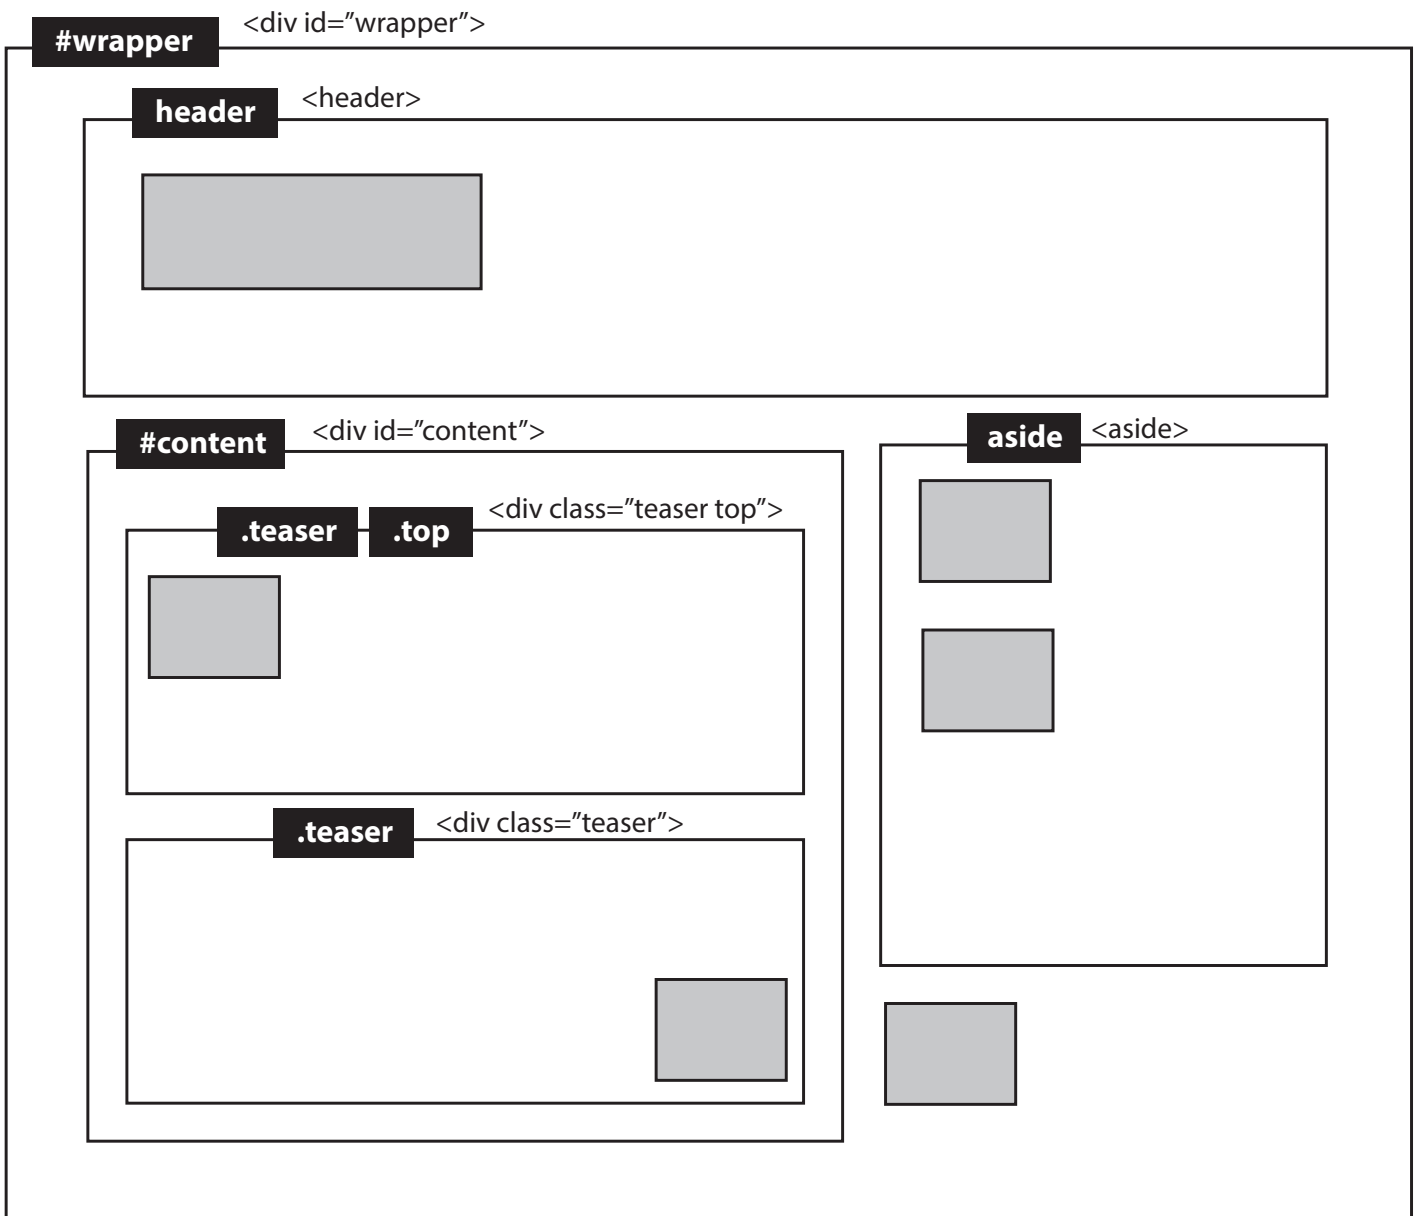 #wrapper <div id=”wrapper”>
header <header>
#content <div id=”content”>
aside <aside>
.teaser .top <div class=”teaser top”>
.teaser <div class=”teaser”>